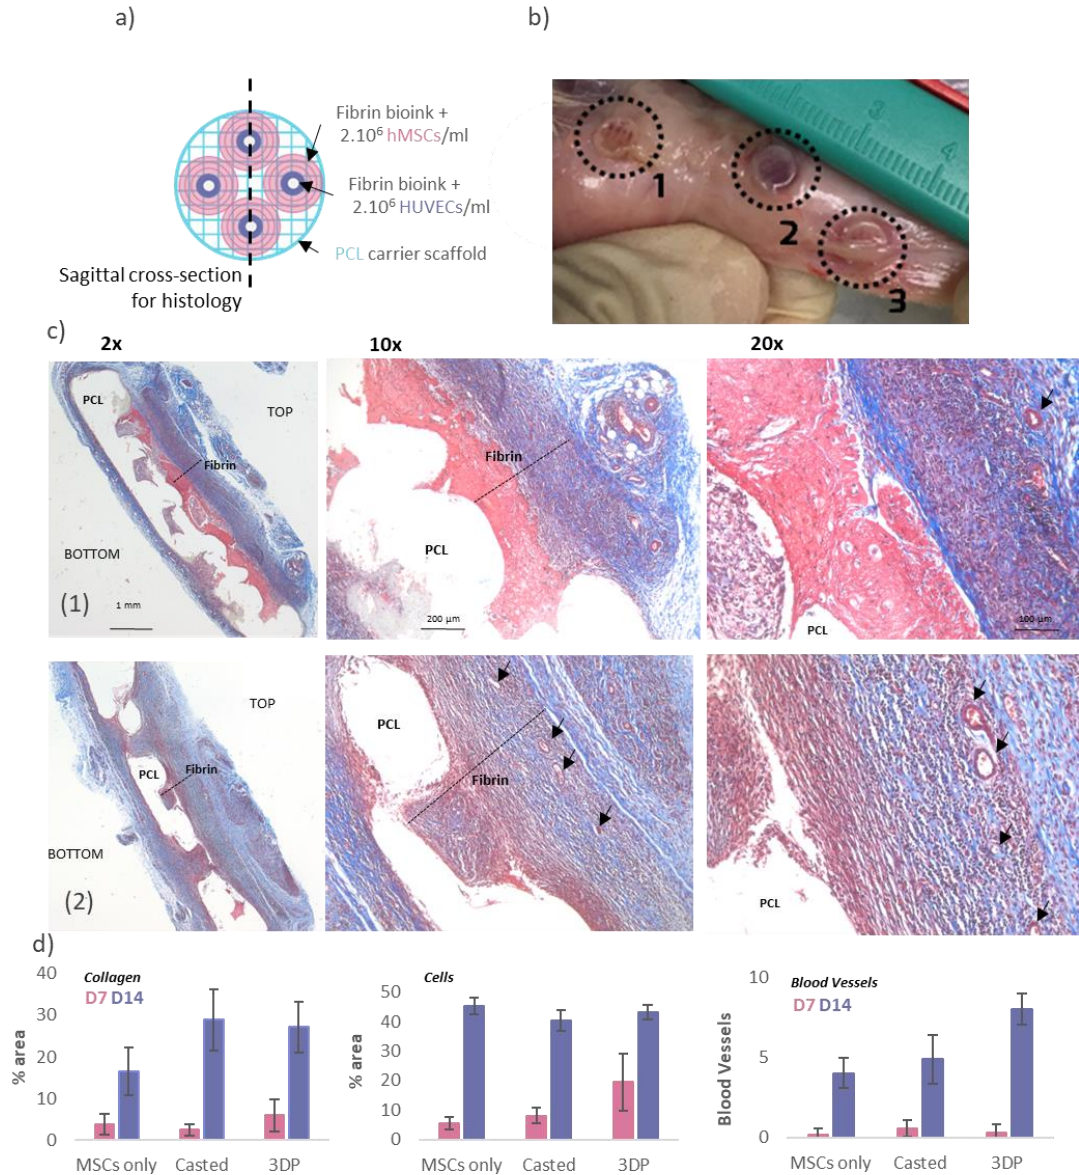 a)
b)
Fibrin bioink +
2.10⁶ hMSCs/ml
Fibrin bioink +
2.10⁶ HUVECs/ml
PCL carrier scaffold
Sagittal cross-section
for histology
3
4
1
2
3
c)
2x
10x
20x
PCL
TOP
Fibrin
BOTTOM
(1)
1 mm
Fibrin
PCL
200 µm
PCL
100 µm
TOP
PCL
Fibrin
BOTTOM
(2)
PCL
Fibrin
PCL
d)
Collagen
D7 D14
% area
40
30
20
10
0
MSCs only Casted 3DP
Cells
% area
50
40
30
20
10
0
MSCs only Casted 3DP
Blood Vessels
D7 D14
Blood Vessels
10
5
0
MSCs only Casted 3DP